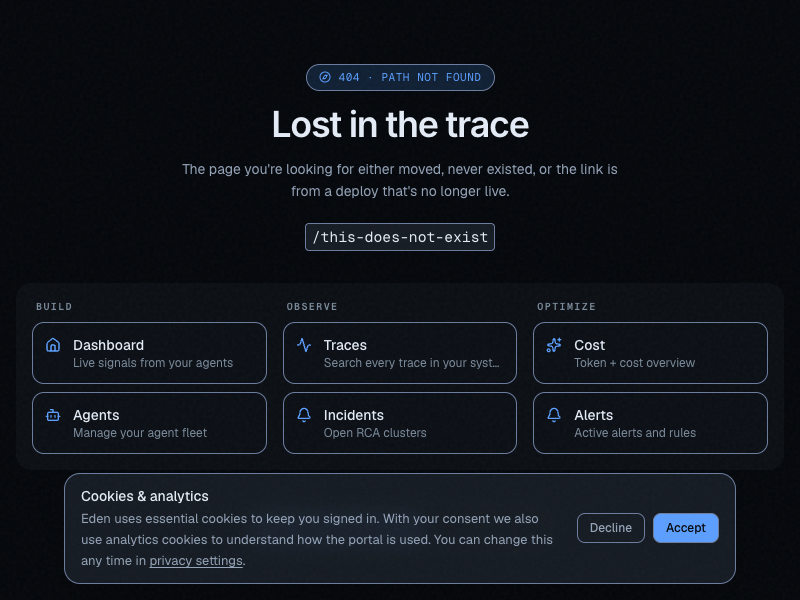 404 · PATH NOT FOUND
Lost in the trace
The page you're looking for either moved, never existed, or the link is
from a deploy that's no longer live.
/this-does-not-exist
BUILD
Dashboard
Live signals from your agents
Agents
Manage your agent fleet
OBSERVE
Traces
Search every trace in your syst…
Incidents
Open RCA clusters
OPTIMIZE
Cost
Token + cost overview
Alerts
Active alerts and rules
Cookies & analytics
Eden uses essential cookies to keep you signed in. With your consent we also
use analytics cookies to understand how the portal is used. You can change this
any time in privacy settings.
Decline
Accept